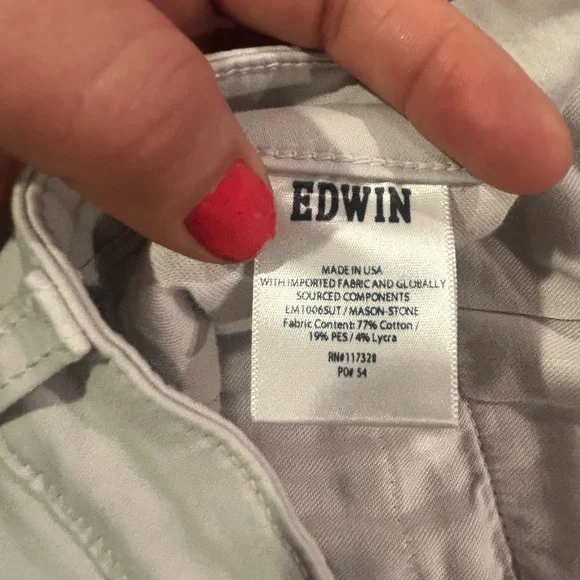 EDWIN
MADE IN USA
WITH IMPORTED FABRIC AND GLOBALLY
SOURCED COMPONENTS
EM1006SUT / MASON-STONE
Fabric Content: 77% Cotton /
19% PES / 4% Lycra
RN#117328
PO# 54